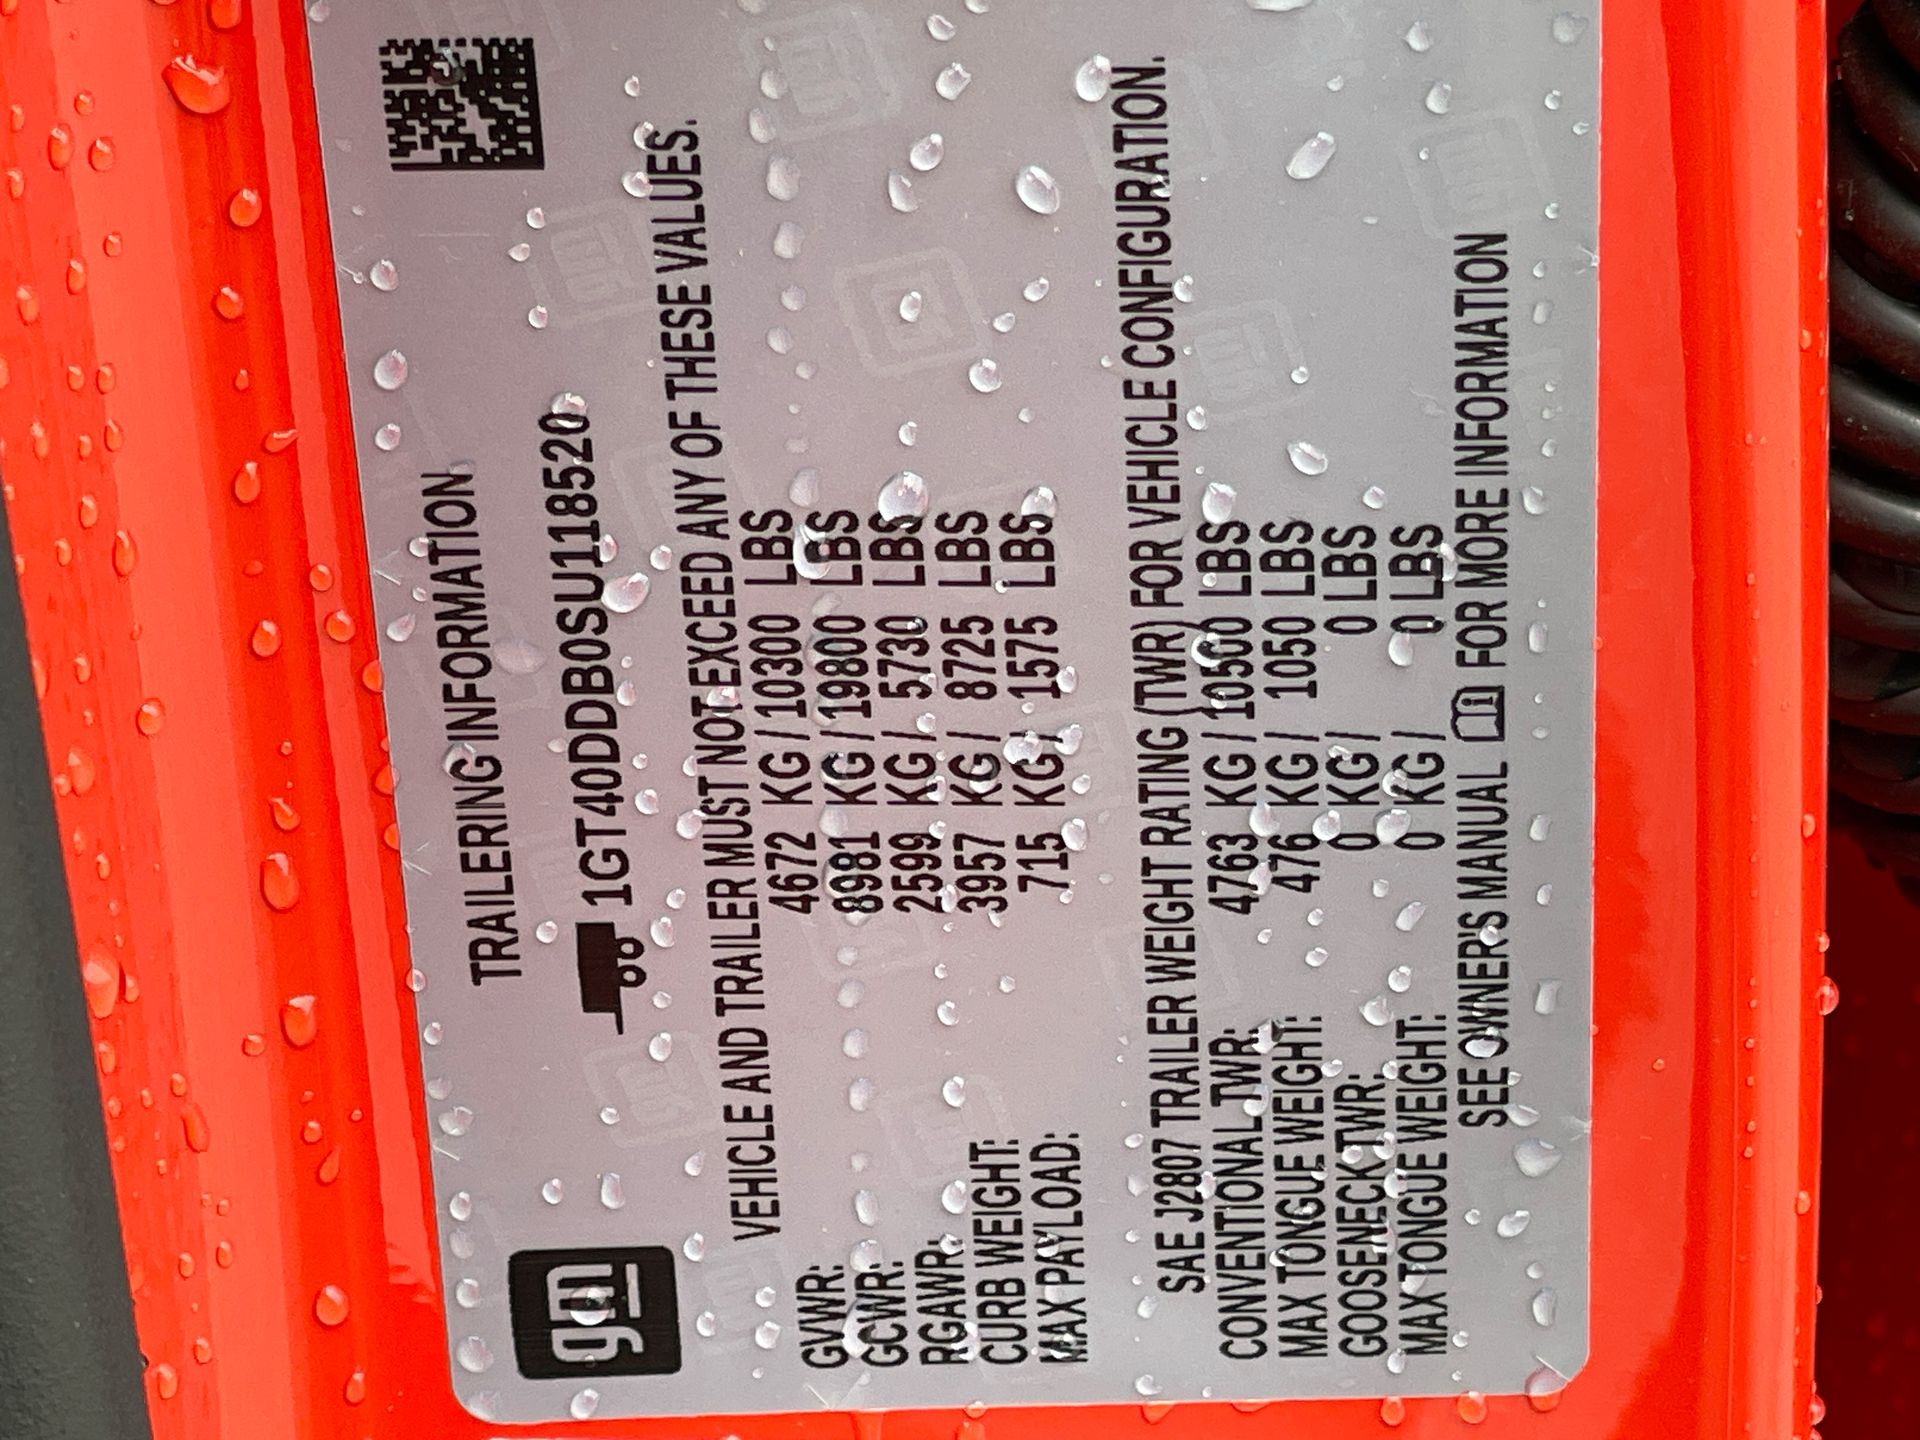 gm
TRAILERING INFORMATION
1GT40DDB0SU118520
VEHICLE AND TRAILER MUST NOT EXCEED ANY OF THESE VALUES.
GVWR: 4672 KG / 10300 LBS
GCWR: 8981 KG / 19800 LBS
RGAWR: 2599 KG / 5730 LBS
CURB WEIGHT: 3957 KG / 8725 LBS
MAX PAYLOAD: 715 KG / 1575 LBS
SAE J2807 TRAILER WEIGHT RATING (TWR) FOR VEHICLE CONFIGURATION.
CONVENTIONAL TWR: 4763 KG / 10500 LBS
MAX TONGUE WEIGHT: 476 KG / 1050 LBS
GOOSENECK TWR: 0 KG / 0 LBS
MAX TONGUE WEIGHT: 0 KG / 0 LBS
SEE OWNER'S MANUAL FOR MORE INFORMATION